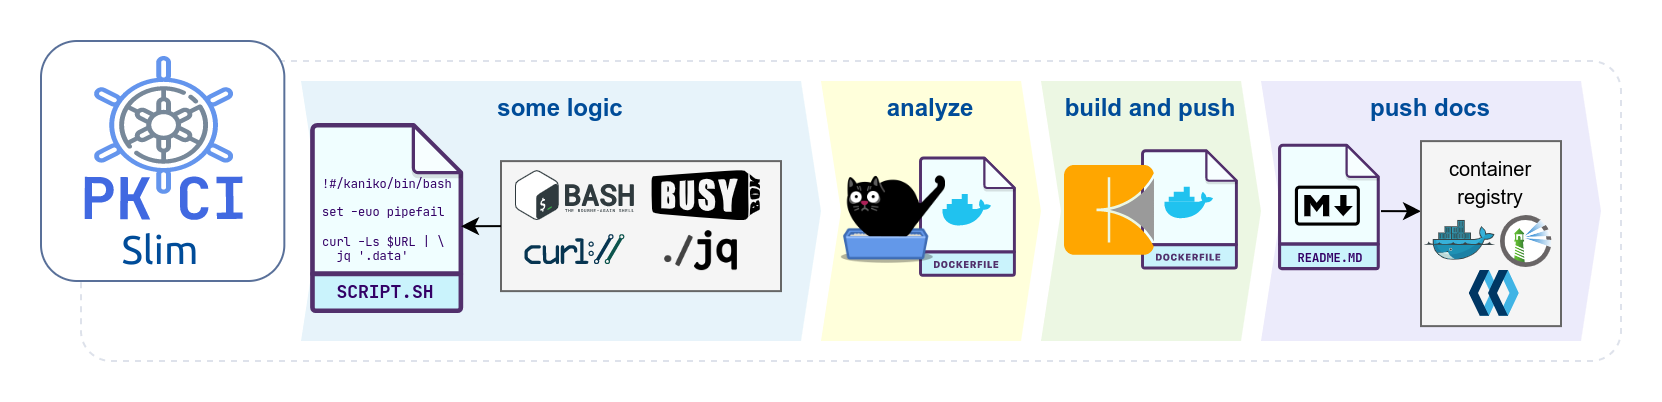 PK CI
Slim
some logic
!#/kaniko/bin/bash
set -euo pipefail
curl -Ls $URL | \
jq '.data'
SCRIPT.SH
BASH
THE BOURNE-AGAIN SHELL
BUSY
BOX
curl://
./jq
analyze
DOCKERFILE
build and push
DOCKERFILE
push docs
M
README.MD
container
registry